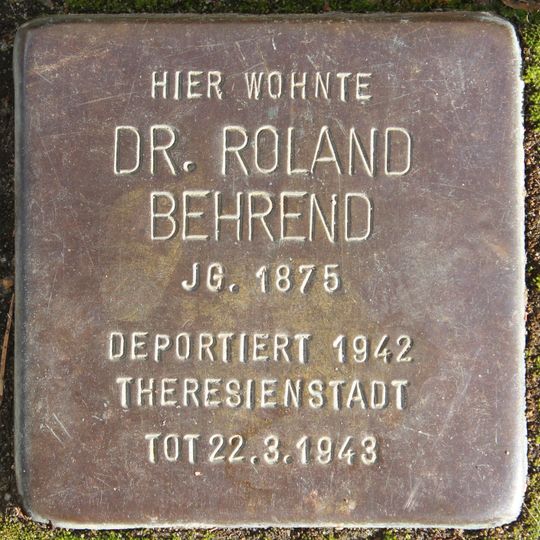 HIER WOHNTE
DR. ROLAND
BEHREND
JG. 1875
DEPORTIERT 1942
THERESIENSTADT
TOT 22.3.1943